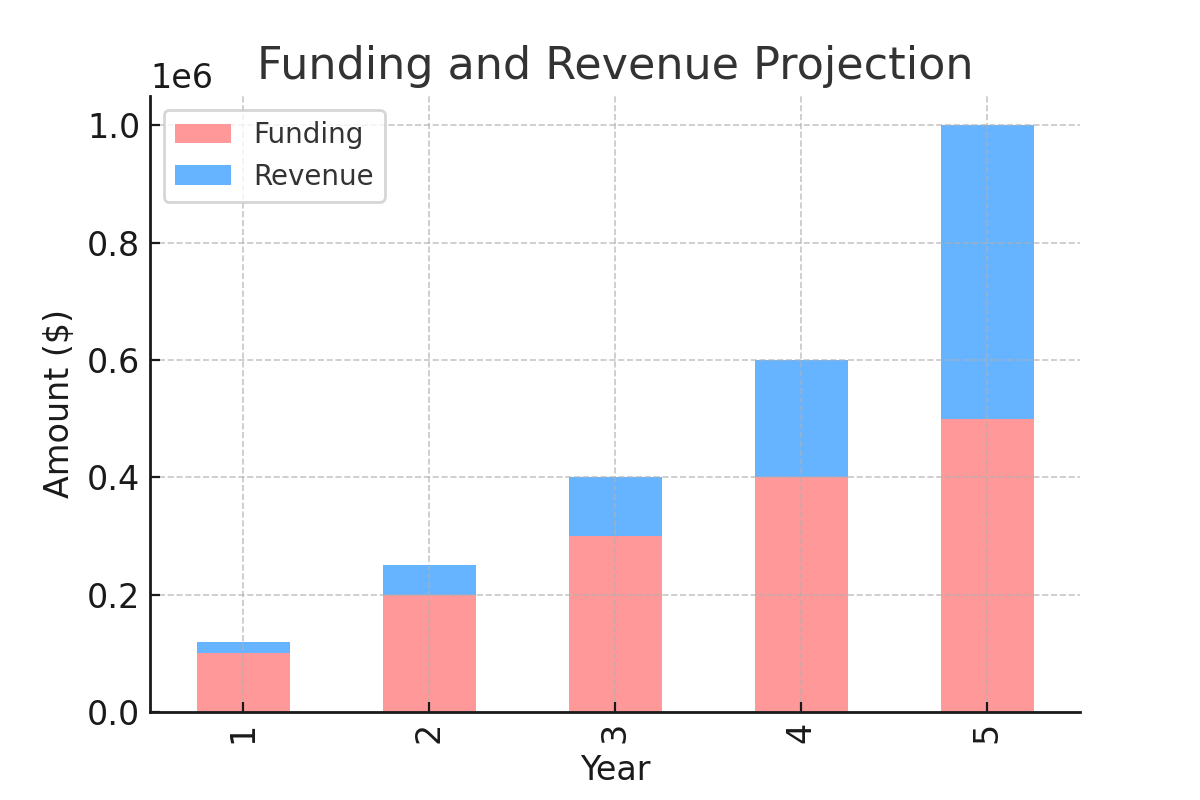 Funding and Revenue Projection
1e6
Funding
Revenue
Amount ($)
1.0
0.8
0.6
0.4
0.2
0.0
1 2 3 4 5
Year